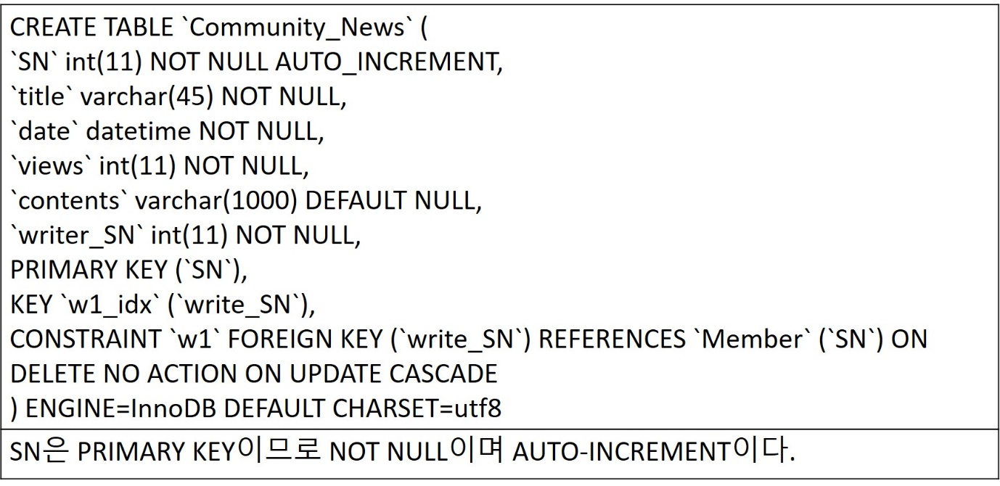 CREATE TABLE `Community_News` (
`SN` int(11) NOT NULL AUTO_INCREMENT,
`title` varchar(45) NOT NULL,
`date` datetime NOT NULL,
`views` int(11) NOT NULL,
`contents` varchar(1000) DEFAULT NULL,
`writer_SN` int(11) NOT NULL,
PRIMARY KEY (`SN`),
KEY `w1_idx` (`write_SN`),
CONSTRAINT `w1` FOREIGN KEY (`write_SN`) REFERENCES `Member` (`SN`) ON
DELETE NO ACTION ON UPDATE CASCADE
) ENGINE=InnoDB DEFAULT CHARSET=utf8
SN은 PRIMARY KEY이므로 NOT NULL이며 AUTO-INCREMENT이다.